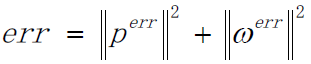 err = ‖p^err‖² + ‖ω^err‖²